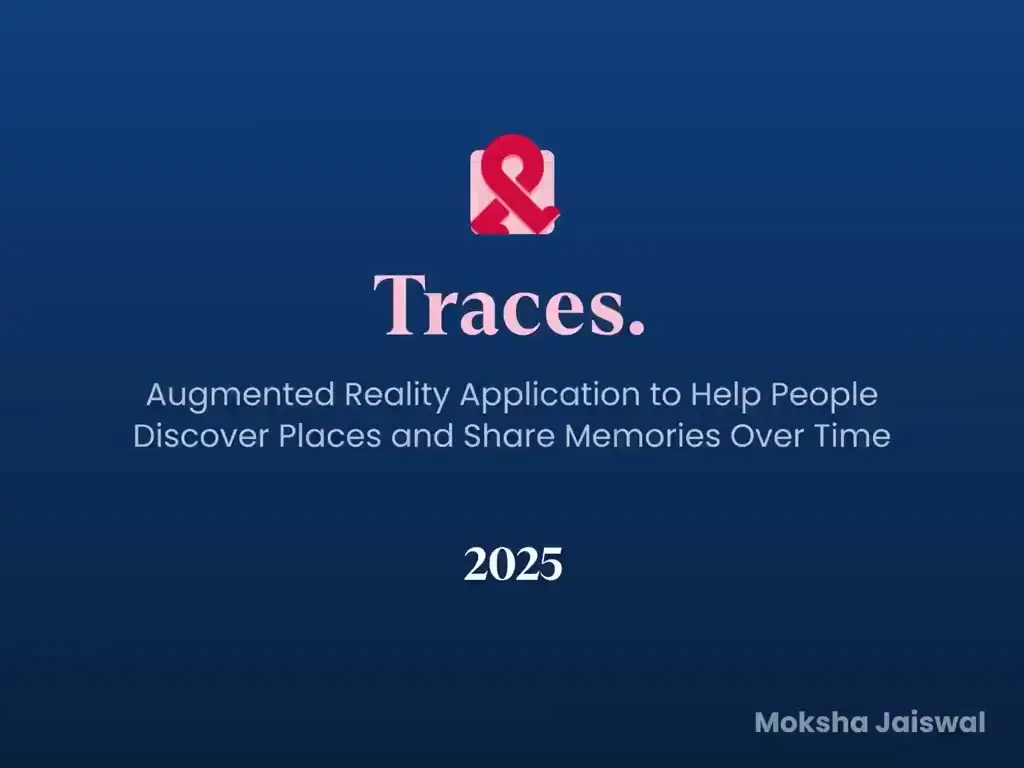 Traces.
Augmented Reality Application to Help People
Discover Places and Share Memories Over Time
2025
Moksha Jaiswal